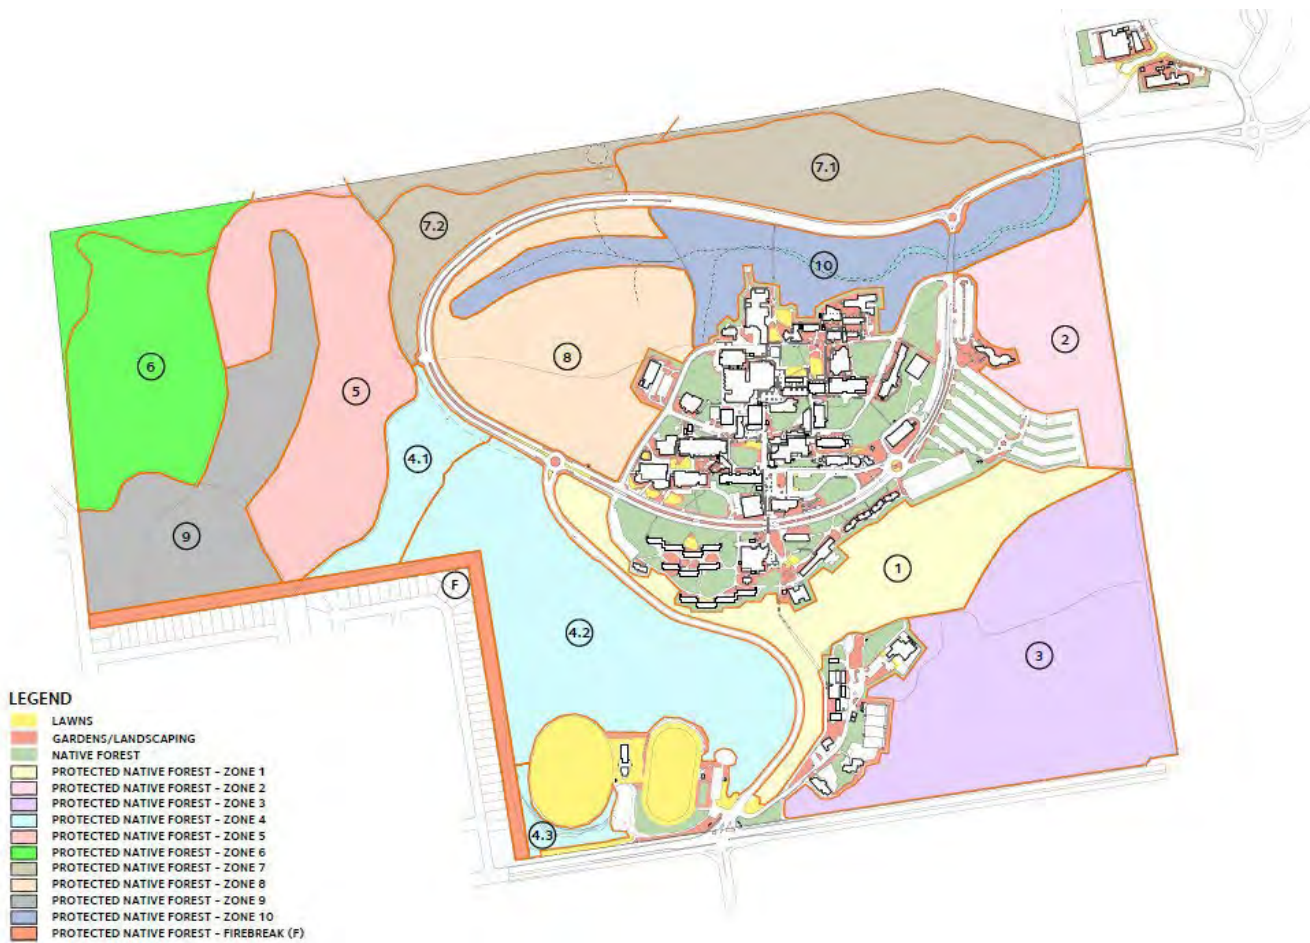 7.1
7.2
10
2
8
6
5
4.1
9
1
F
4.2
3
4.3
LEGEND
LAWNS
GARDENS/LANDSCAPING
NATIVE FOREST
PROTECTED NATIVE FOREST - ZONE 1
PROTECTED NATIVE FOREST - ZONE 2
PROTECTED NATIVE FOREST - ZONE 3
PROTECTED NATIVE FOREST - ZONE 4
PROTECTED NATIVE FOREST - ZONE 5
PROTECTED NATIVE FOREST - ZONE 6
PROTECTED NATIVE FOREST - ZONE 7
PROTECTED NATIVE FOREST - ZONE 8
PROTECTED NATIVE FOREST - ZONE 9
PROTECTED NATIVE FOREST - ZONE 10
PROTECTED NATIVE FOREST - FIREBREAK (F)